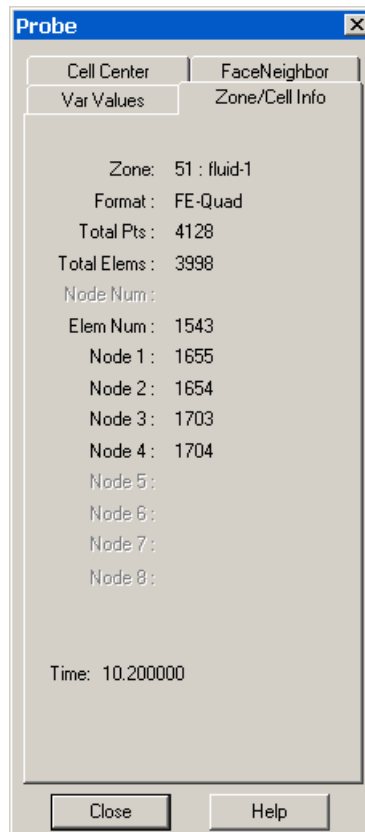 Probe
Cell Center FaceNeighbor
Var Values Zone/Cell Info
Zone: 51 : fluid-1
Format : FE-Quad
Total Pts : 4128
Total Elems : 3998
Node Num :
Elem Num : 1543
Node 1 : 1655
Node 2 : 1654
Node 3 : 1703
Node 4 : 1704
Node 5 :
Node 6 :
Node 7 :
Node 8 :
Time: 10.200000
Close Help